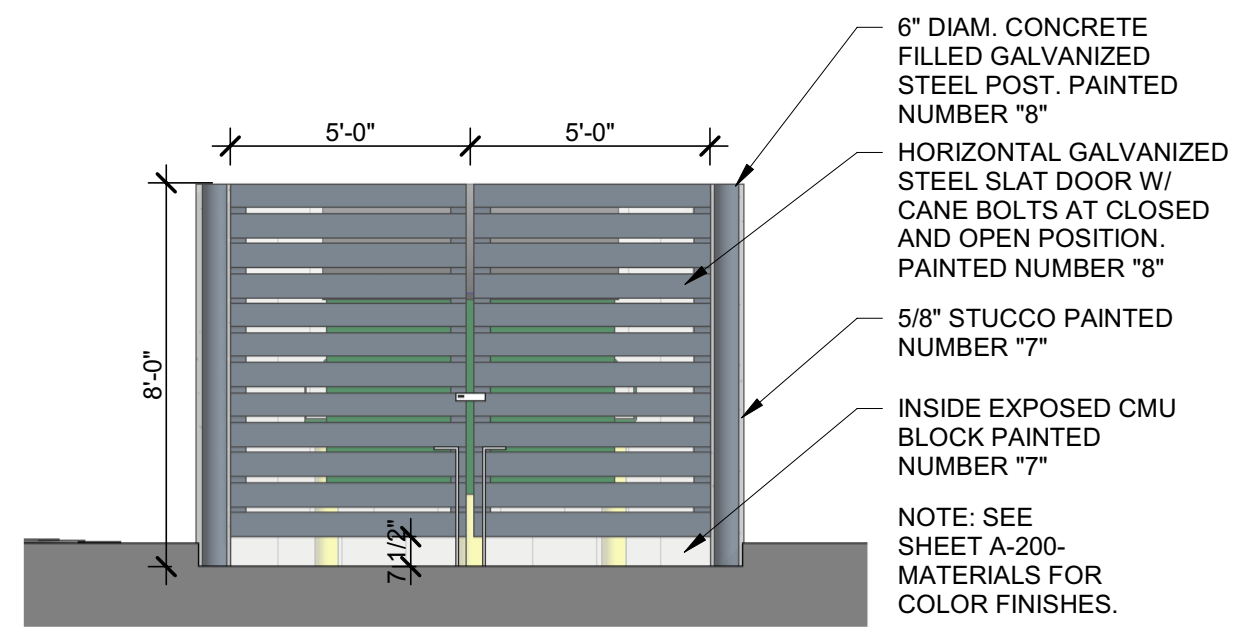 6" DIAM. CONCRETE
FILLED GALVANIZED
STEEL POST. PAINTED
NUMBER "8"
5'-0"
5'-0"
HORIZONTAL GALVANIZED
STEEL SLAT DOOR W/
CANE BOLTS AT CLOSED
AND OPEN POSITION.
PAINTED NUMBER "8"
5/8" STUCCO PAINTED
NUMBER "7"
8'-0"
INSIDE EXPOSED CMU
BLOCK PAINTED
NUMBER "7"
7 1/2"
NOTE: SEE
SHEET A-200-
MATERIALS FOR
COLOR FINISHES.